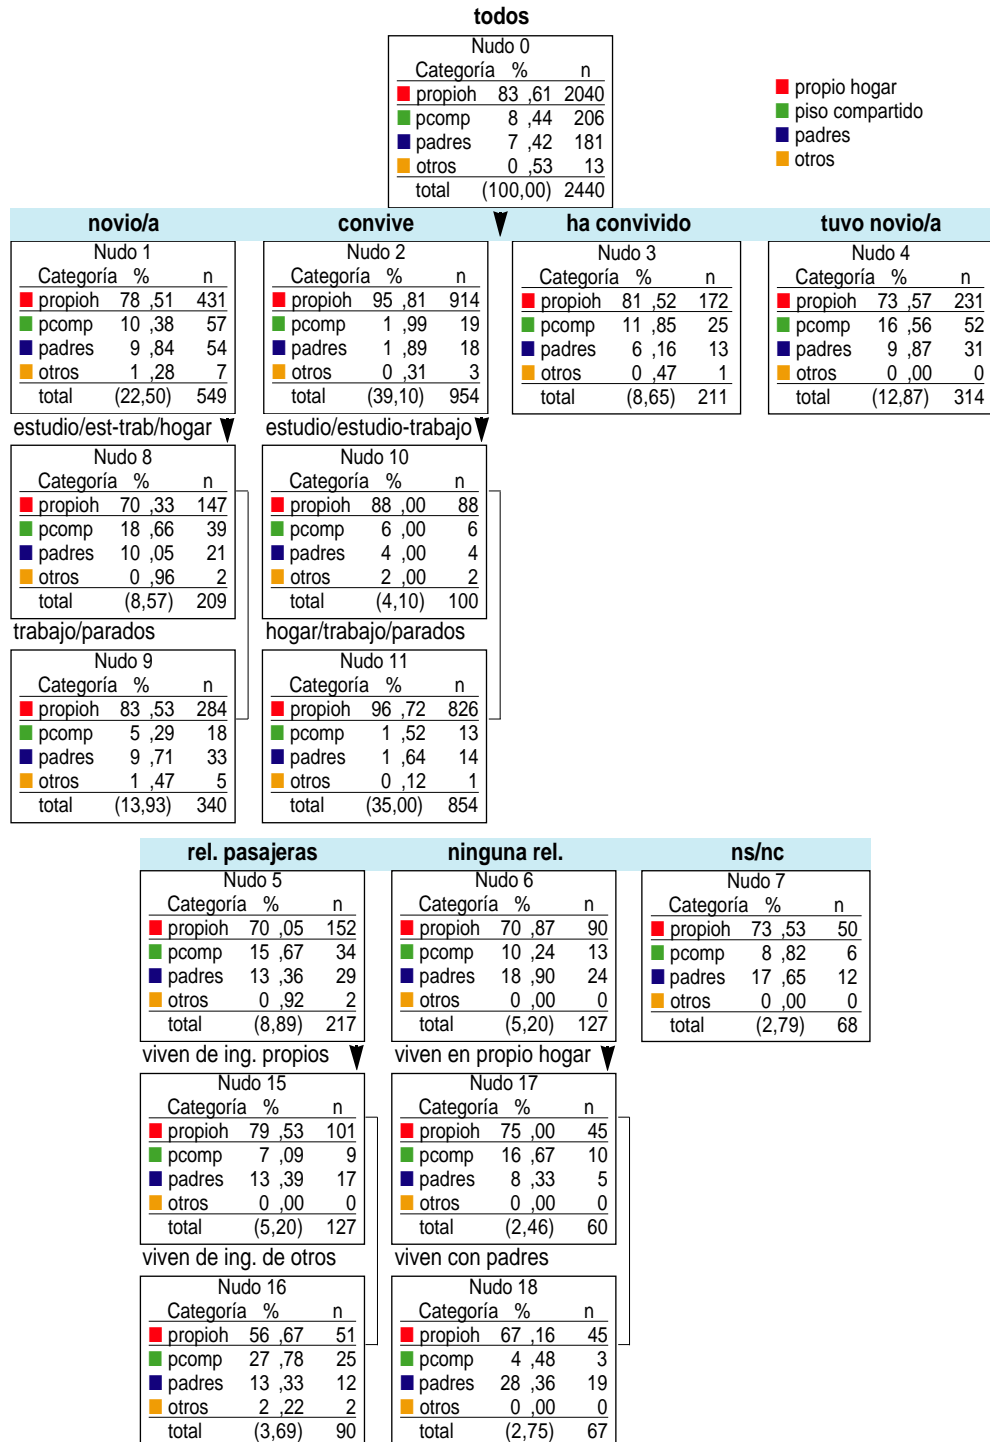 todos
Nudo 0
Categoría % n
propioh 83 ,61 2040
pcomp 8 ,44 206
padres 7 ,42 181
otros 0 ,53 13
total (100,00) 2440
propio hogar
piso compartido
padres
otros
novio/a convive ha convivido tuvo novio/a
Nudo 1
Categoría % n
propioh 78 ,51 431
pcomp 10 ,38 57
padres 9 ,84 54
otros 1 ,28 7
total (22,50) 549
Nudo 2
Categoría % n
propioh 95 ,81 914
pcomp 1 ,99 19
padres 1 ,89 18
otros 0 ,31 3
total (39,10) 954
Nudo 3
Categoría % n
propioh 81 ,52 172
pcomp 11 ,85 25
padres 6 ,16 13
otros 0 ,47 1
total (8,65) 211
Nudo 4
Categoría % n
propioh 73 ,57 231
pcomp 16 ,56 52
padres 9 ,87 31
otros 0 ,00 0
total (12,87) 314
estudio/est-trab/hogar
Nudo 8
Categoría % n
propioh 70 ,33 147
pcomp 18 ,66 39
padres 10 ,05 21
otros 0 ,96 2
total (8,57) 209
trabajo/parados
Nudo 9
Categoría % n
propioh 83 ,53 284
pcomp 5 ,29 18
padres 9 ,71 33
otros 1 ,47 5
total (13,93) 340
estudio/estudio-trabajo
Nudo 10
Categoría % n
propioh 88 ,00 88
pcomp 6 ,00 6
padres 4 ,00 4
otros 2 ,00 2
total (4,10) 100
hogar/trabajo/parados
Nudo 11
Categoría % n
propioh 96 ,72 826
pcomp 1 ,52 13
padres 1 ,64 14
otros 0 ,12 1
total (35,00) 854
rel. pasajeras ninguna rel. ns/nc
Nudo 5
Categoría % n
propioh 70 ,05 152
pcomp 15 ,67 34
padres 13 ,36 29
otros 0 ,92 2
total (8,89) 217
Nudo 6
Categoría % n
propioh 70 ,87 90
pcomp 10 ,24 13
padres 18 ,90 24
otros 0 ,00 0
total (5,20) 127
Nudo 7
Categoría % n
propioh 73 ,53 50
pcomp 8 ,82 6
padres 17 ,65 12
otros 0 ,00 0
total (2,79) 68
viven de ing. propios
Nudo 15
Categoría % n
propioh 79 ,53 101
pcomp 7 ,09 9
padres 13 ,39 17
otros 0 ,00 0
total (5,20) 127
viven de ing. de otros
Nudo 16
Categoría % n
propioh 56 ,67 51
pcomp 27 ,78 25
padres 13 ,33 12
otros 2 ,22 2
total (3,69) 90
viven en propio hogar
Nudo 17
Categoría % n
propioh 75 ,00 45
pcomp 16 ,67 10
padres 8 ,33 5
otros 0 ,00 0
total (2,46) 60
viven con padres
Nudo 18
Categoría % n
propioh 67 ,16 45
pcomp 4 ,48 3
padres 28 ,36 19
otros 0 ,00 0
total (2,75) 67